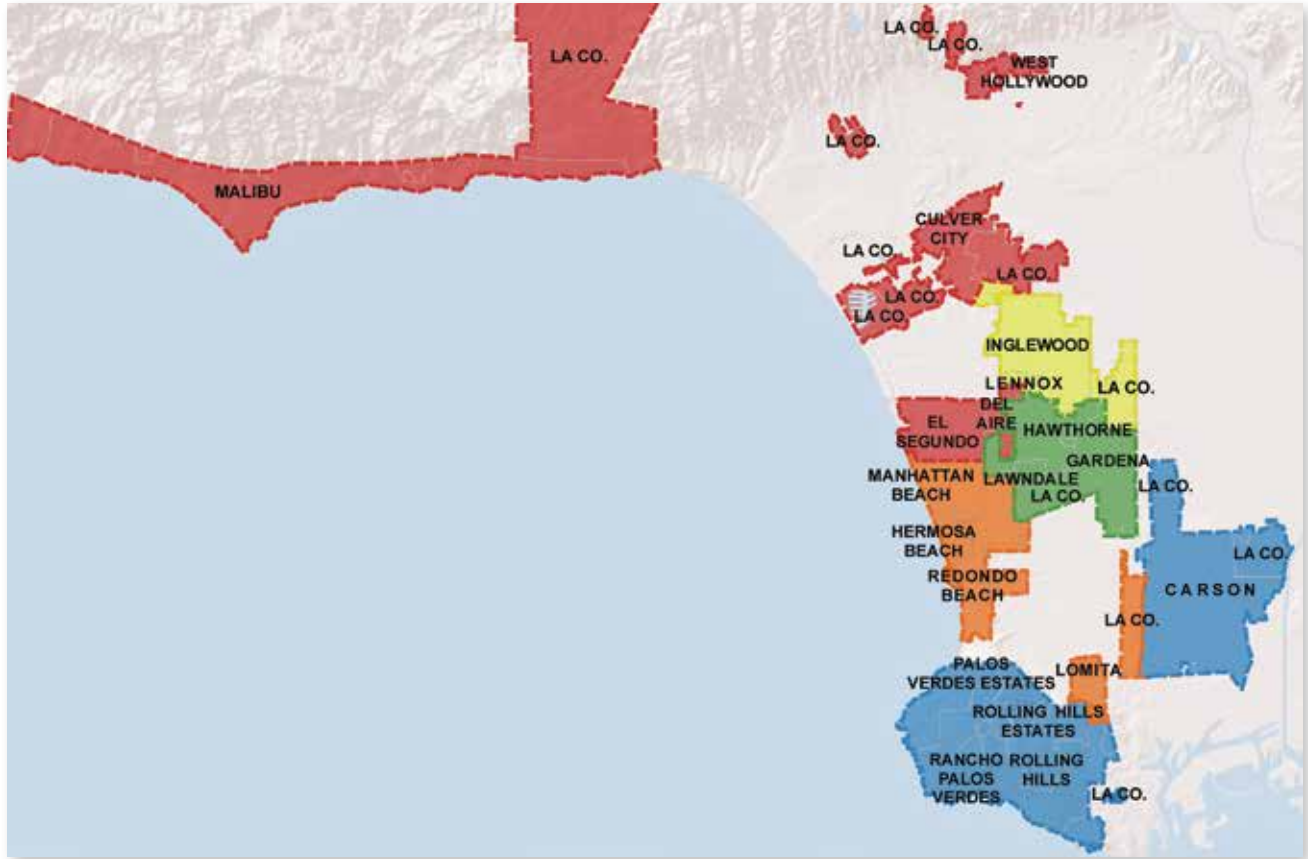 LA CO.
LA CO.
LA CO.
WEST
HOLLYWOOD
LA CO.
MALIBU
CULVER
CITY
LA CO.
LA CO.
LA CO.
LA CO.
INGLEWOOD
LENNOX
LA CO.
DEL
AIRE
EL
SEGUNDO
HAWTHORNE
GARDENA
MANHATTAN
BEACH
LAWNDALE
LA CO.
LA CO.
HERMOSA
BEACH
LA CO.
REDONDO
BEACH
CARSON
LA CO.
PALOS
VERDES ESTATES
LOMITA
ROLLING HILLS
ESTATES
RANCHO
PALOS
VERDES
ROLLING
HILLS
LA CO.